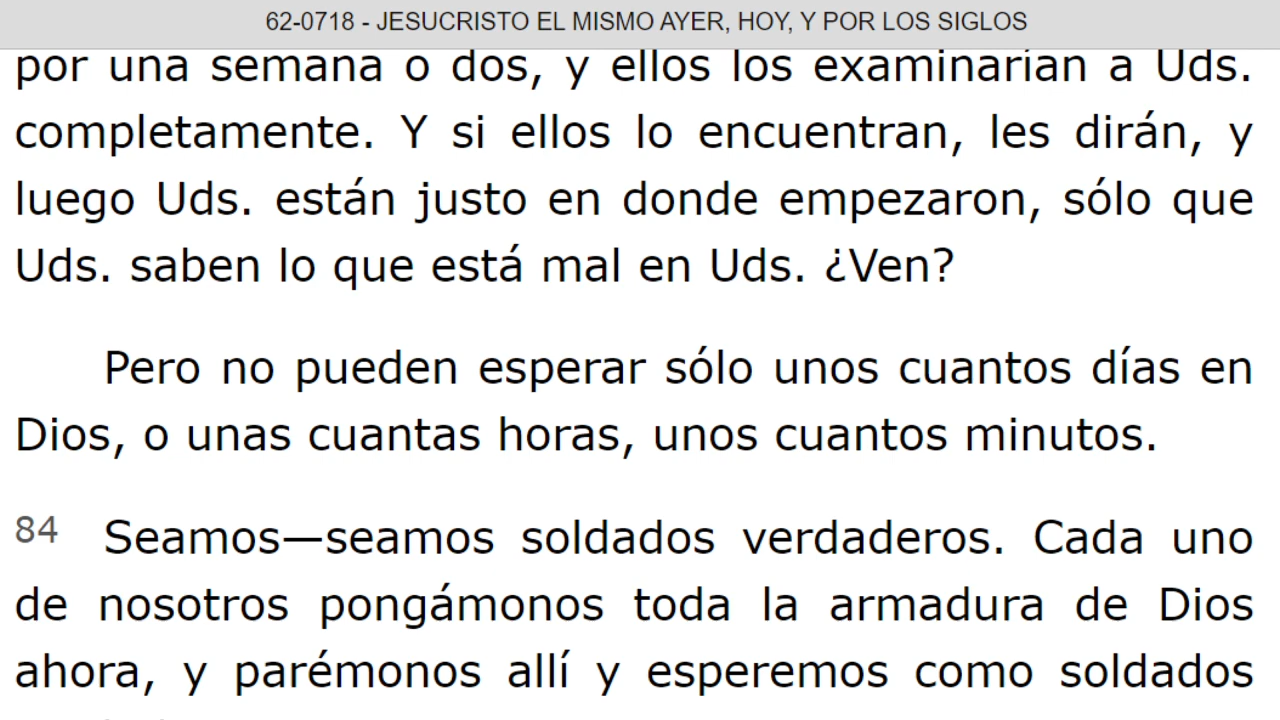 62-0718 - JESUCRISTO EL MISMO AYER, HOY, Y POR LOS SIGLOS
por una semana o dos, y ellos los examinarían a Uds.
completamente. Y si ellos lo encuentran, les dirán, y
luego Uds. están justo en donde empezaron, sólo que
Uds. saben lo que está mal en Uds. ¿Ven?
Pero no pueden esperar sólo unos cuantos días en
Dios, o unas cuantas horas, unos cuantos minutos.
84 Seamos—seamos soldados verdaderos. Cada uno
de nosotros pongámonos toda la armadura de Dios
ahora, y parémonos allí y esperemos como soldados